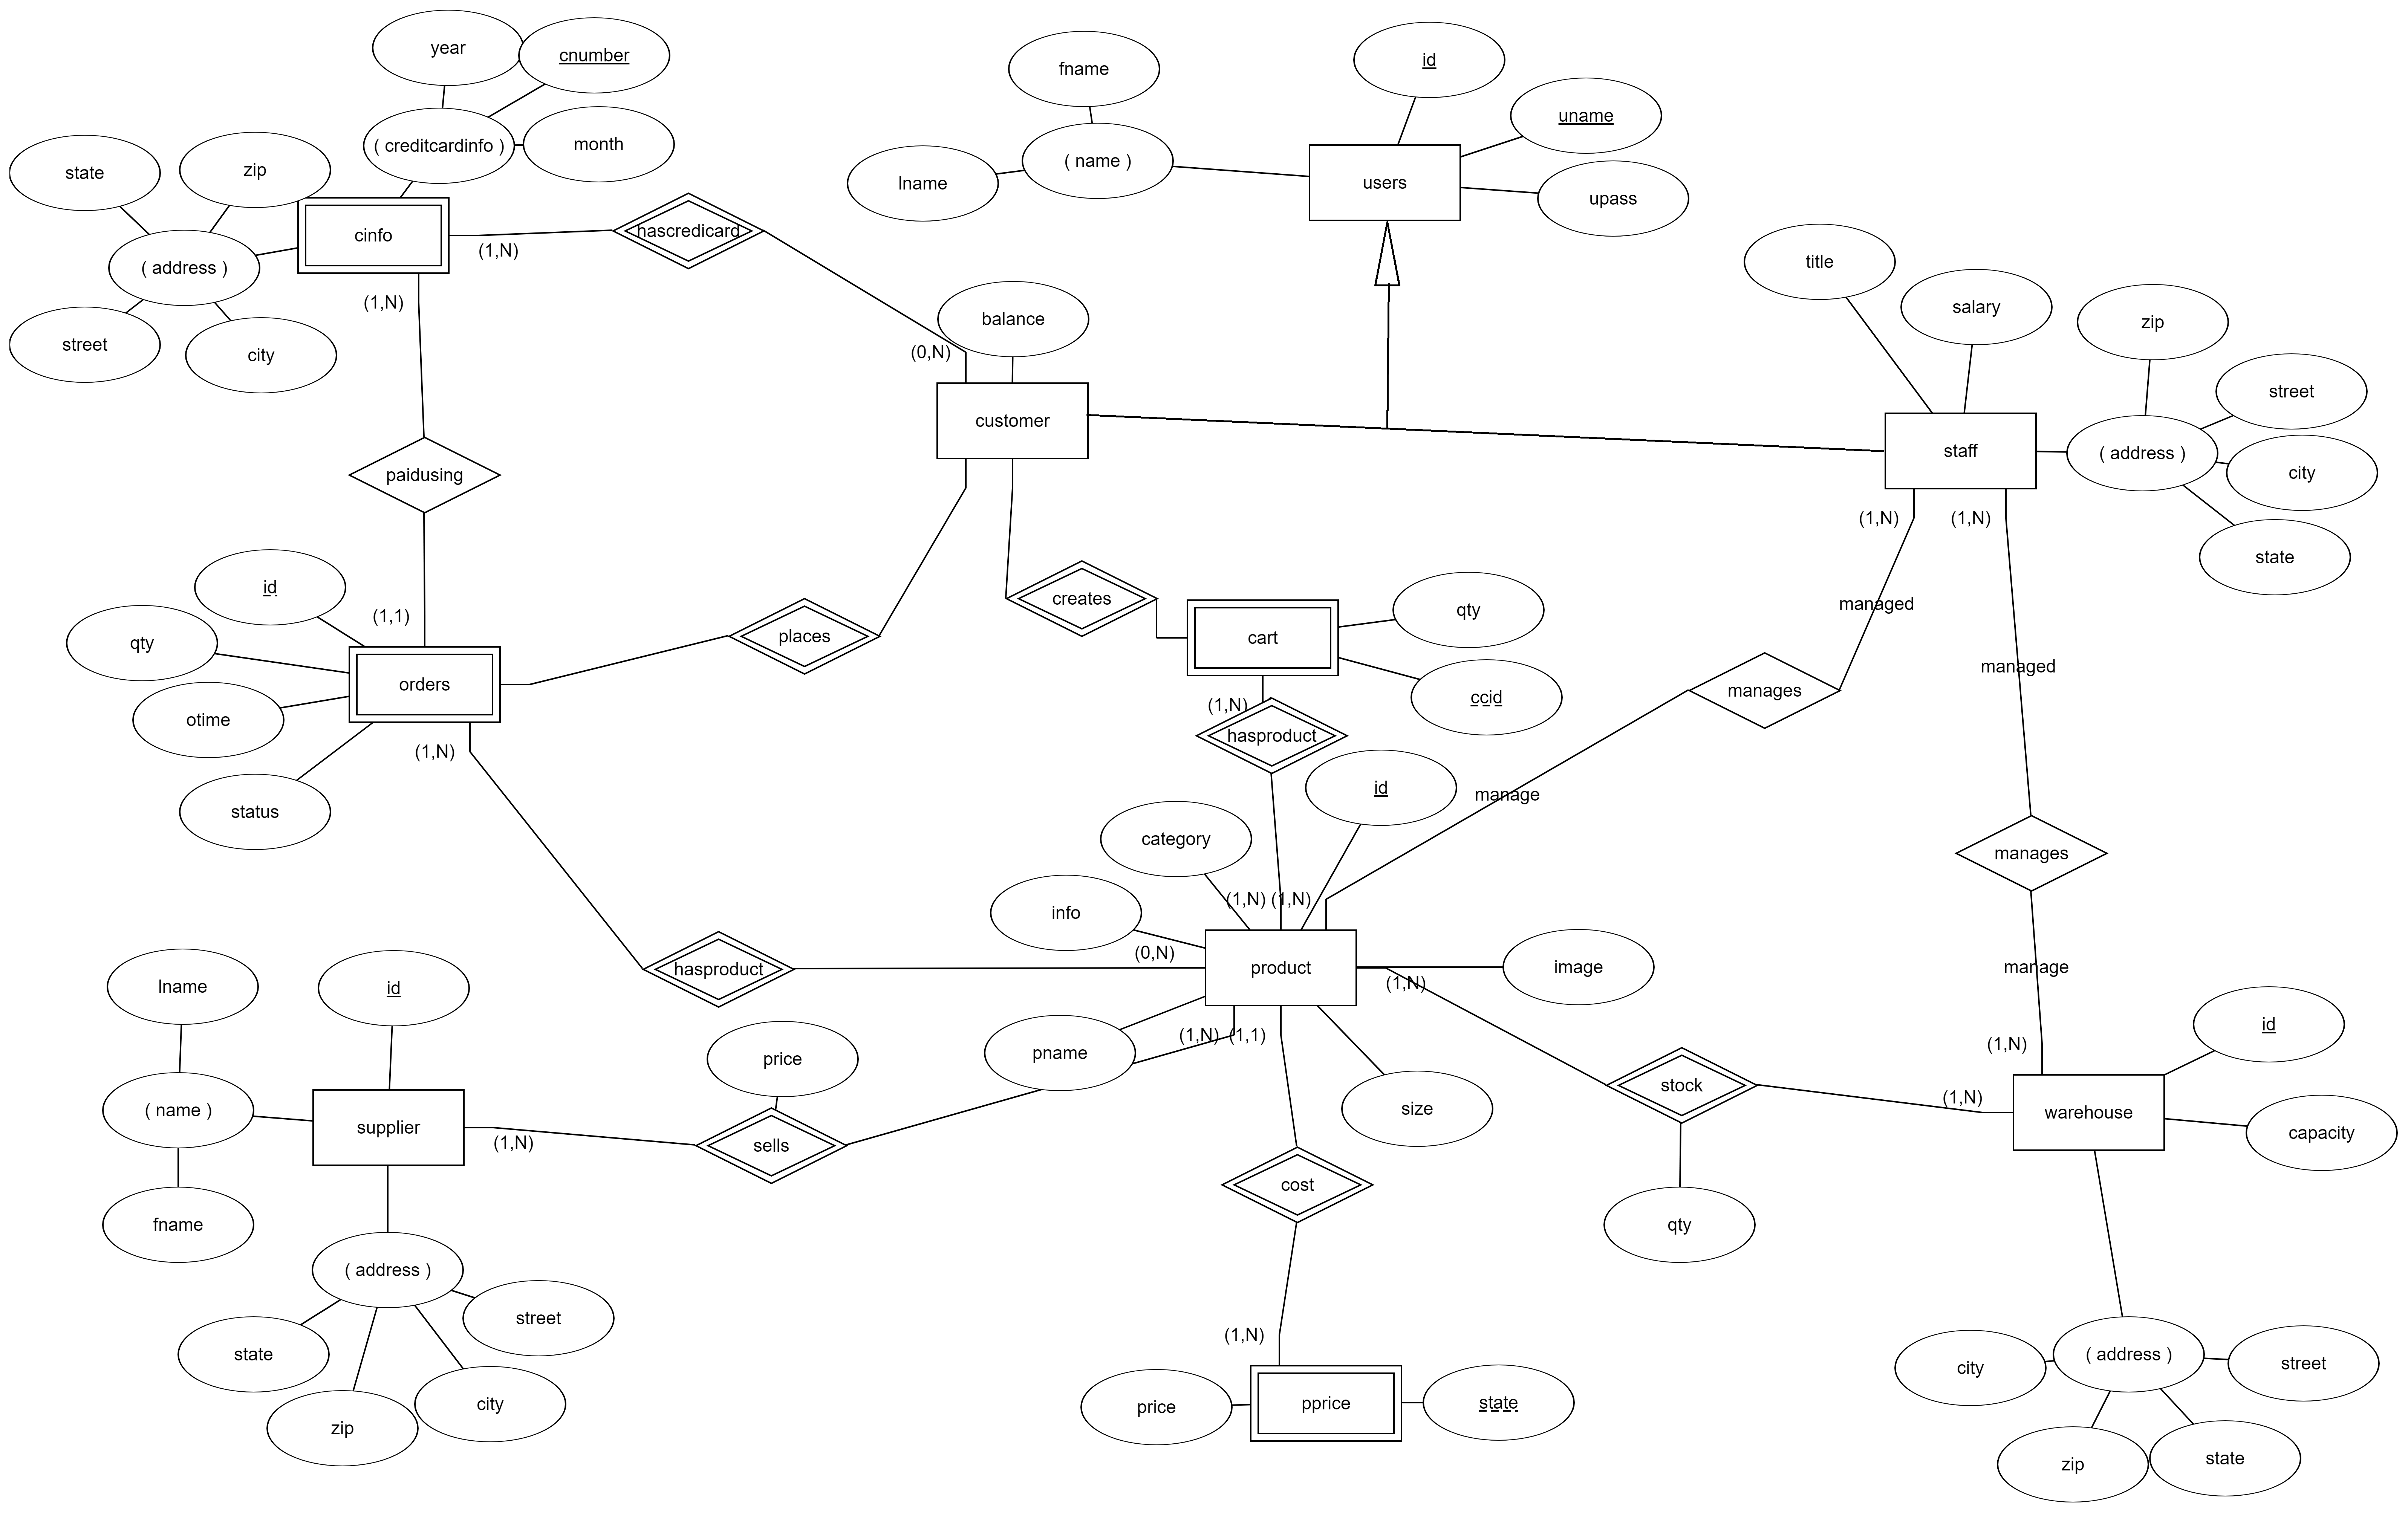 year
cnumber
id
fname
uname
( creditcardinfo )
month
zip
state
( name )
lname
users
upass
cinfo
(1,N)
hascredicard
( address )
title
salary
zip
(1,N)
balance
street
city
(0,N)
street
customer
staff
( address )
city
paidusing
(1,N)
(1,N)
state
id
(1,1)
creates
qty
managed
qty
places
cart
managed
orders
ccid
manages
otime
(1,N)
hasproduct
(1,N)
id
manage
status
category
manages
(1,N)
(1,N)
info
(0,N)
hasproduct
product
image
(1,N)
manage
lname
id
(1,N)
(1,1)
pname
price
(1,N)
id
stock
size
(1,N)
( name )
supplier
(1,N)
sells
warehouse
capacity
cost
fname
qty
( address )
street
(1,N)
state
zip
city
price
pprice
state
city
( address )
street
zip
state